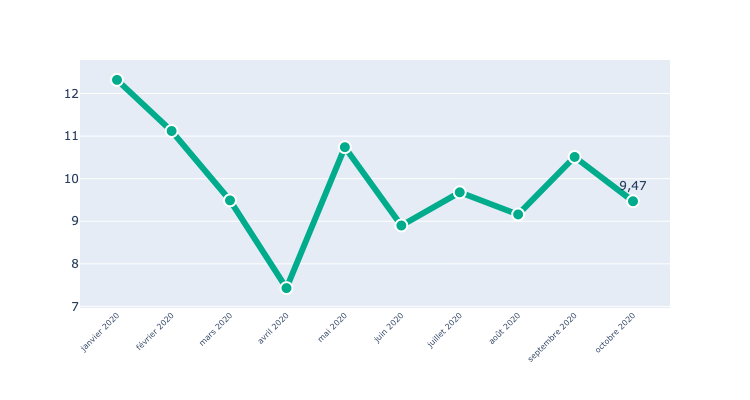 12
11
10
9
8
7
9,47
janvier 2020
février 2020
mars 2020
avril 2020
mai 2020
juin 2020
juillet 2020
août 2020
septembre 2020
octobre 2020